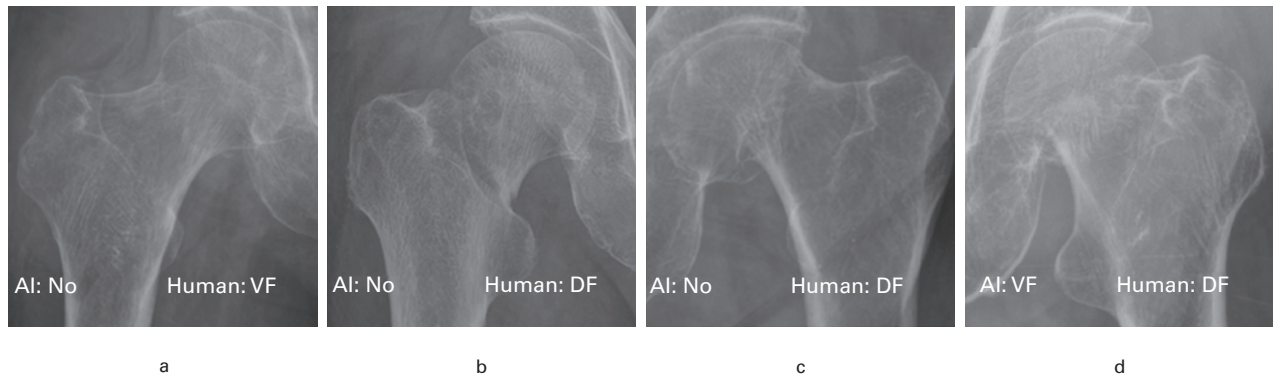 AI: No Human: VF
AI: No Human: DF
AI: No Human: DF
AI: VF Human: DF
a
b
c
d